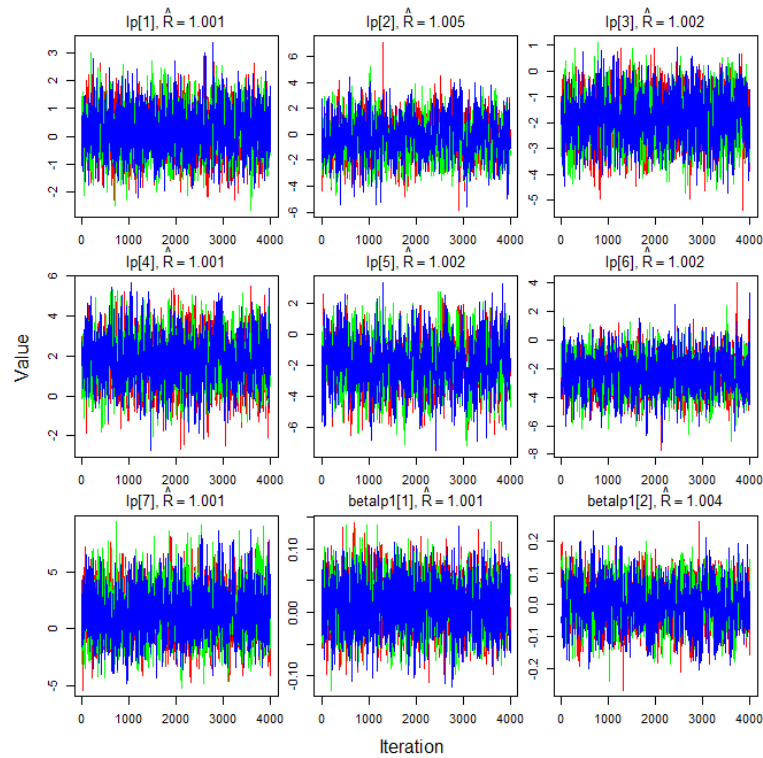 lp[1], R̂ = 1.001 lp[2], R̂ = 1.005 lp[3], R̂ = 1.002
3 2 1 0 -1 -2
6 4 2 0 -2 -4 -6
1 0 -1 -2 -3 -4 -5
0 1000 2000 3000 4000 0 1000 2000 3000 4000 0 1000 2000 3000 4000
lp[4], R̂ = 1.001 lp[5], R̂ = 1.002 lp[6], R̂ = 1.002
Value
6 4 2 0 -2
2 0 -2 -4 -6
4 2 0 -2 -4 -6 -8
0 1000 2000 3000 4000 0 1000 2000 3000 4000 0 1000 2000 3000 4000
lp[7], R̂ = 1.001 betalp1[1], R̂ = 1.001 betalp1[2], R̂ = 1.004
5 0 -5
0.10 0.00 -0.10
0.2 0.1 0.0 -0.1 -0.2
0 1000 2000 3000 4000 0 1000 2000 3000 4000 0 1000 2000 3000 4000
Iteration